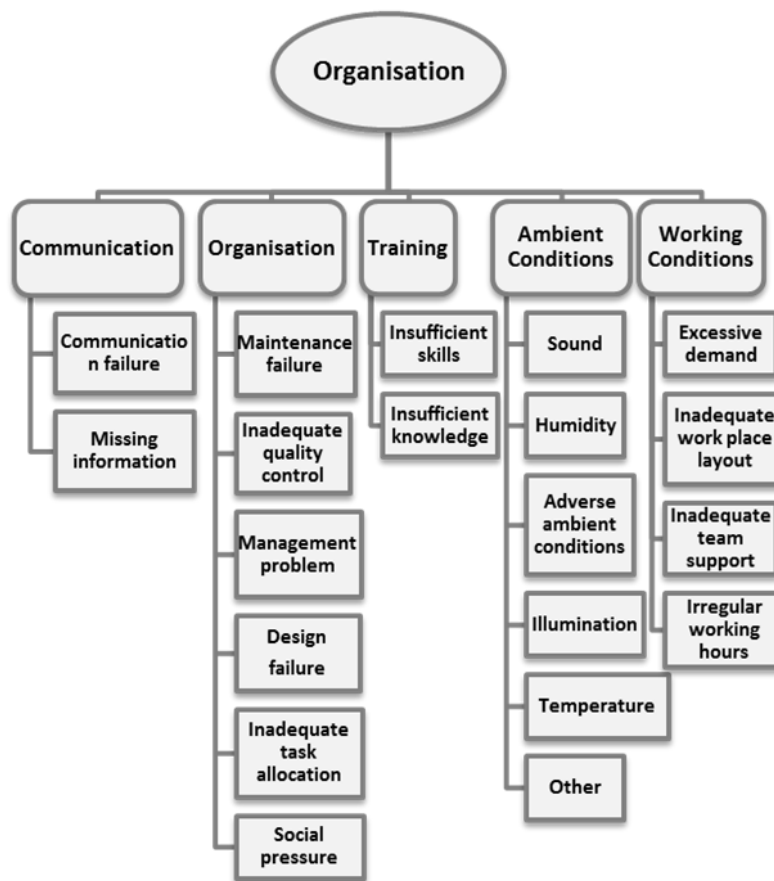 Organisation
Communication
Communicatio
n failure
Missing
information
Organisation
Maintenance
failure
Inadequate
quality
control
Management
problem
Design
failure
Inadequate
task
allocation
Social
pressure
Training
Insufficient
skills
Insufficient
knowledge
Ambient
Conditions
Sound
Humidity
Adverse
ambient
conditions
Illumination
Temperature
Other
Working
Conditions
Excessive
demand
Inadequate
work place
layout
Inadequate
team
support
Irregular
working
hours